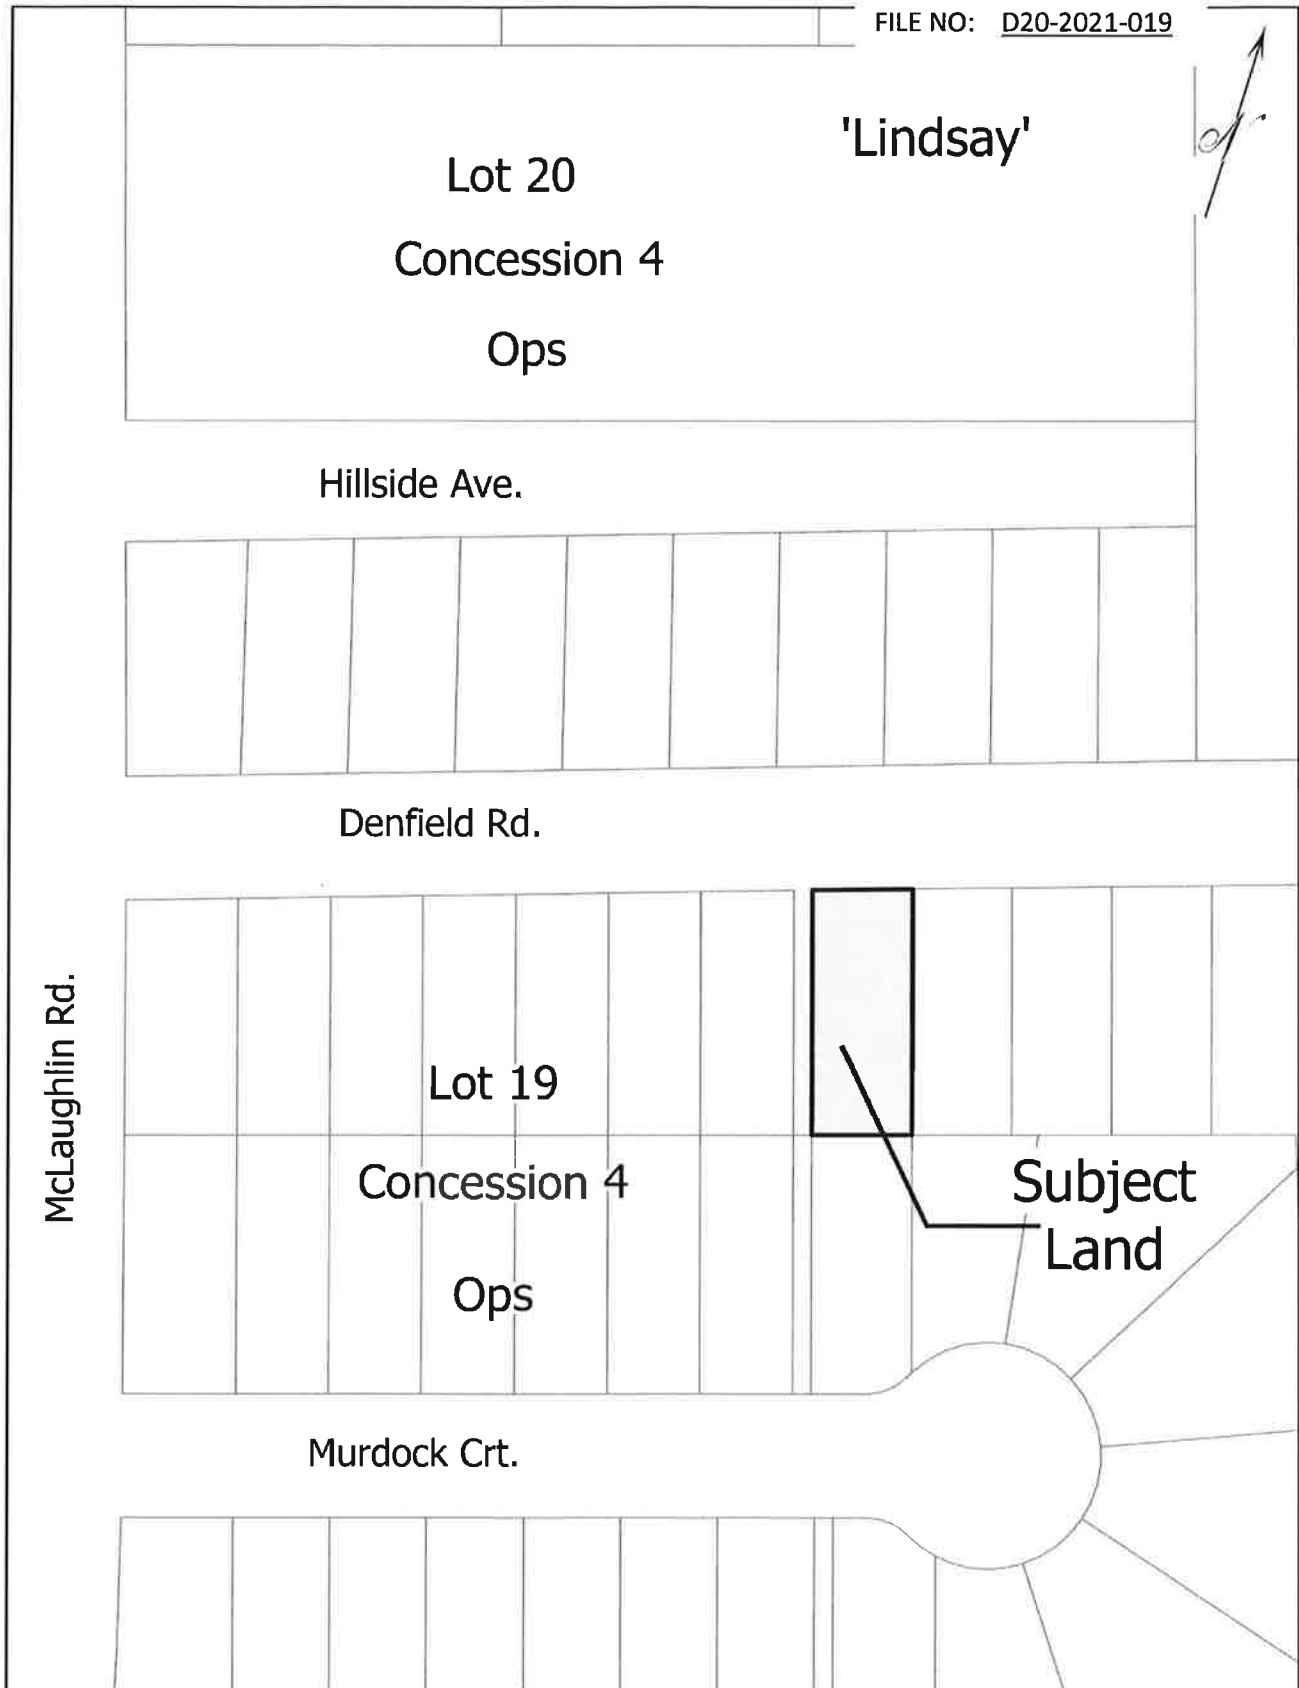 FILE NO: D20-2021-019
'Lindsay'
Lot 20
Concession 4
Ops
Hillside Ave.
Denfield Rd.
McLaughlin Rd.
Lot 19
Concession 4
Ops
Subject
Land
Murdock Crt.